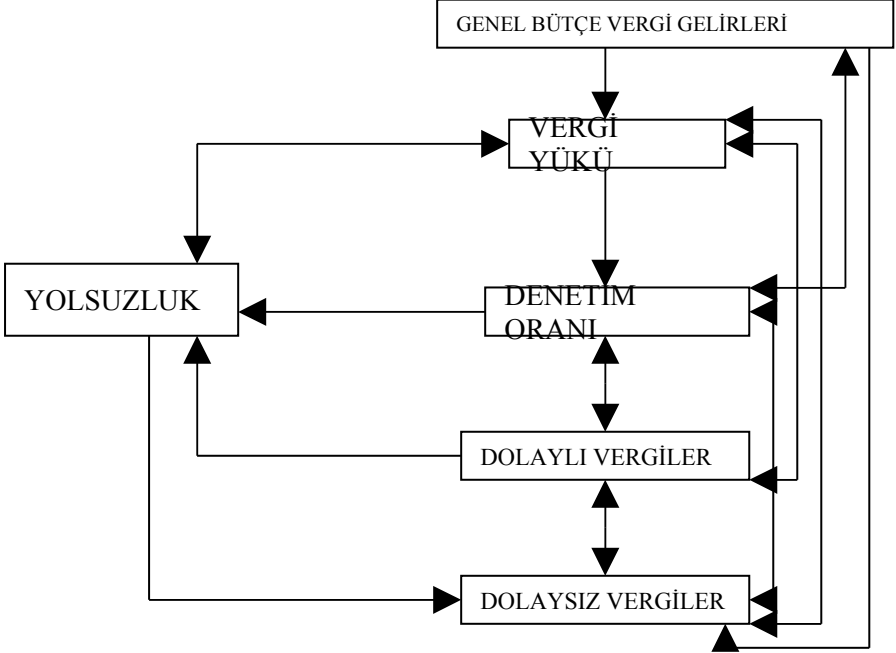 GENEL BÜTÇE VERGİ GELİRLERİ
VERGİ
YÜKÜ
YOLSUZLUK
DENETİM
ORANI
DOLAYLI VERGİLER
DOLAYSIZ VERGİLER